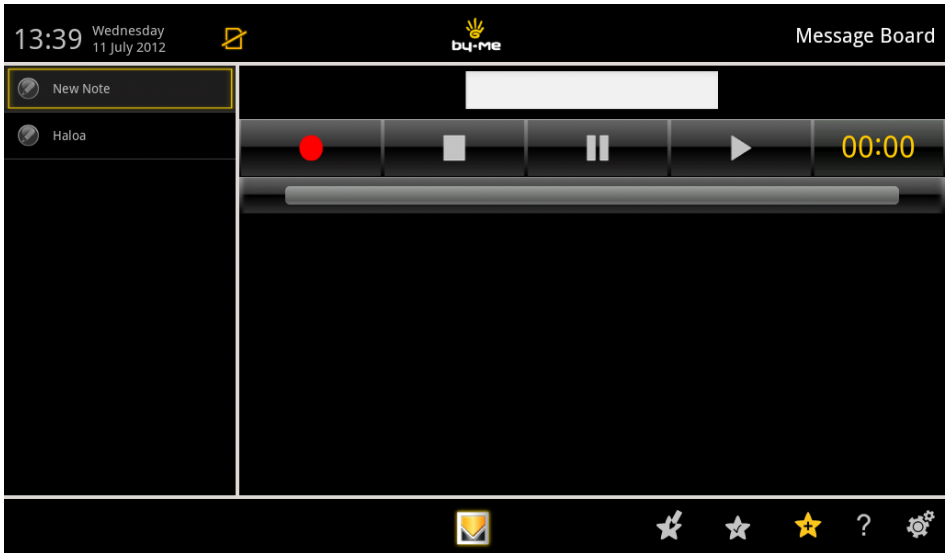 13:39
Wednesday
11 July 2012
by-me
Message Board
New Note
Haloa
00:00
?